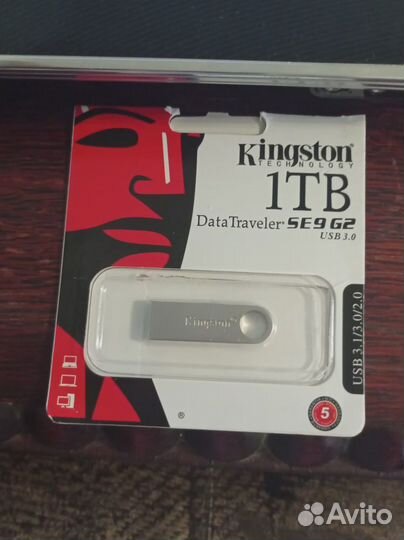 Kingston
TECHNOLOGY
1TB
DataTraveler® SE9 G2
USB 3.0
Kingston
USB 3.1/3.0/2.0
®
5
Avito